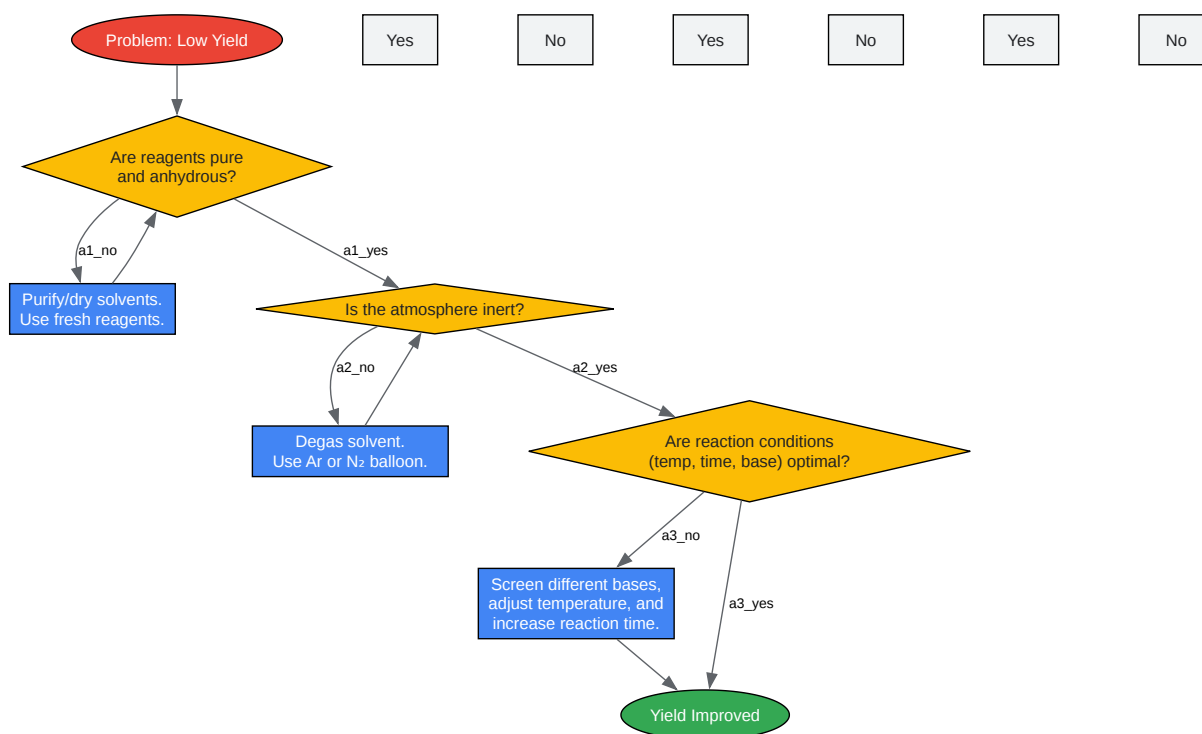 Problem: Low Yield
Yes
No
Yes
No
Yes
No
Are reagents pure
and anhydrous?
a1_no
a1_yes
Purify/dry solvents.
Use fresh reagents.
Is the atmosphere inert?
a2_no
a2_yes
Degas solvent.
Use Ar or N₂ balloon.
Are reaction conditions
(temp, time, base) optimal?
a3_no
Screen different bases,
adjust temperature, and
increase reaction time.
a3_yes
Yield Improved